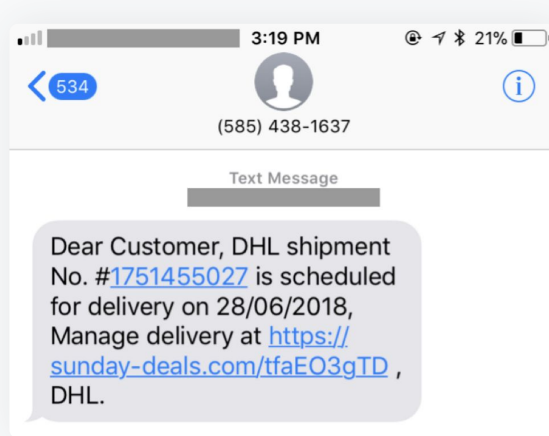 3:19 PM
21%
534
i
(585) 438-1637
Text Message
Dear Customer, DHL shipment
No. #1751455027 is scheduled
for delivery on 28/06/2018,
Manage delivery at https://
sunday-deals.com/tfaEO3gTD ,
DHL.